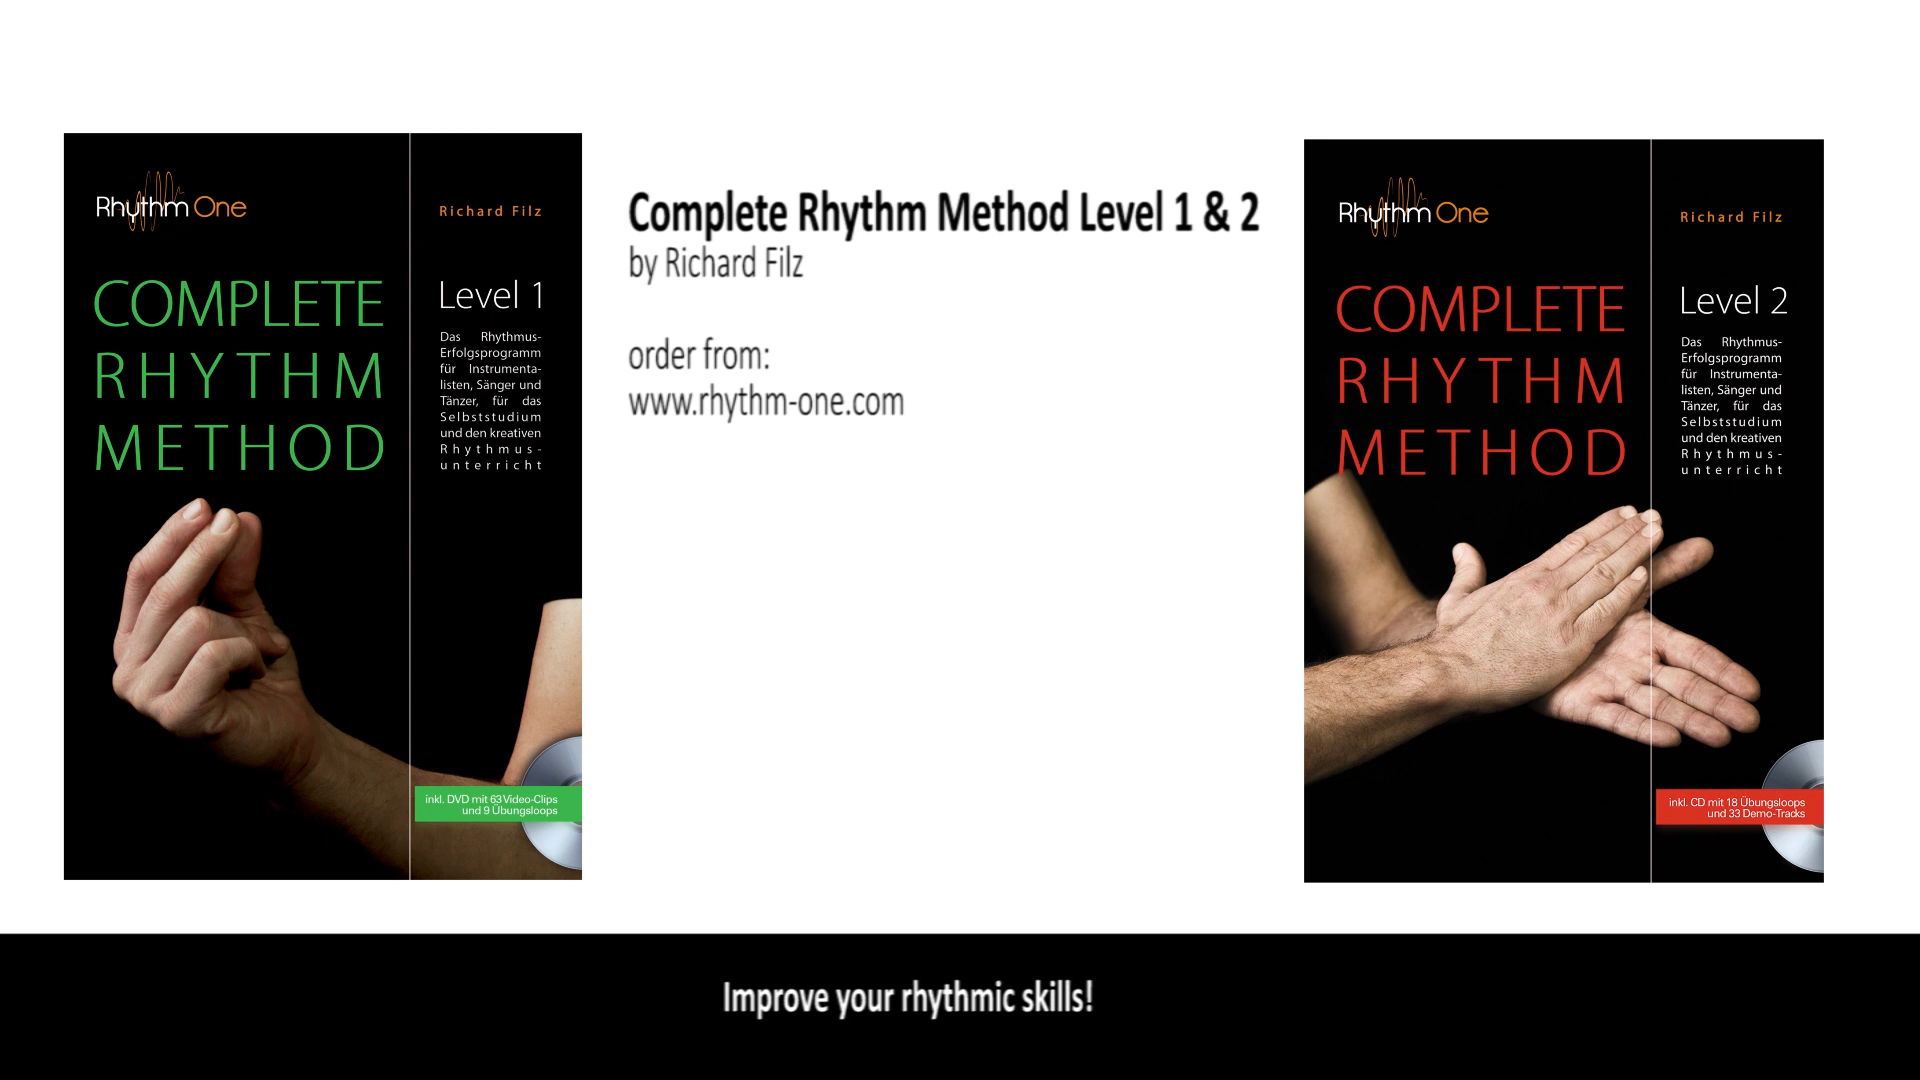 Rhythm One
Richard Filz
COMPLETE
RHYTHM
METHOD
Level 1
Das Rhythmus-
Erfolgsprogramm
für Instrumenta-
listen, Sänger und
Tänzer, für das
Selbststudium
und den kreativen
Rhythmus-
unterricht
inkl. DVD mit 63 Video-Clips
und 9 Übungsloops
Complete Rhythm Method Level 1 & 2
by Richard Filz
order from:
www.rhythm-one.com
Rhythm One
Richard Filz
COMPLETE
RHYTHM
METHOD
Level 2
Das Rhythmus-
Erfolgsprogramm
für Instrumenta-
listen, Sänger und
Tänzer, für das
Selbststudium
und den kreativen
Rhythmus-
unterricht
inkl. CD mit 18 Übungsloops
und 33 Demo-Tracks
Improve your rhythmic skills!